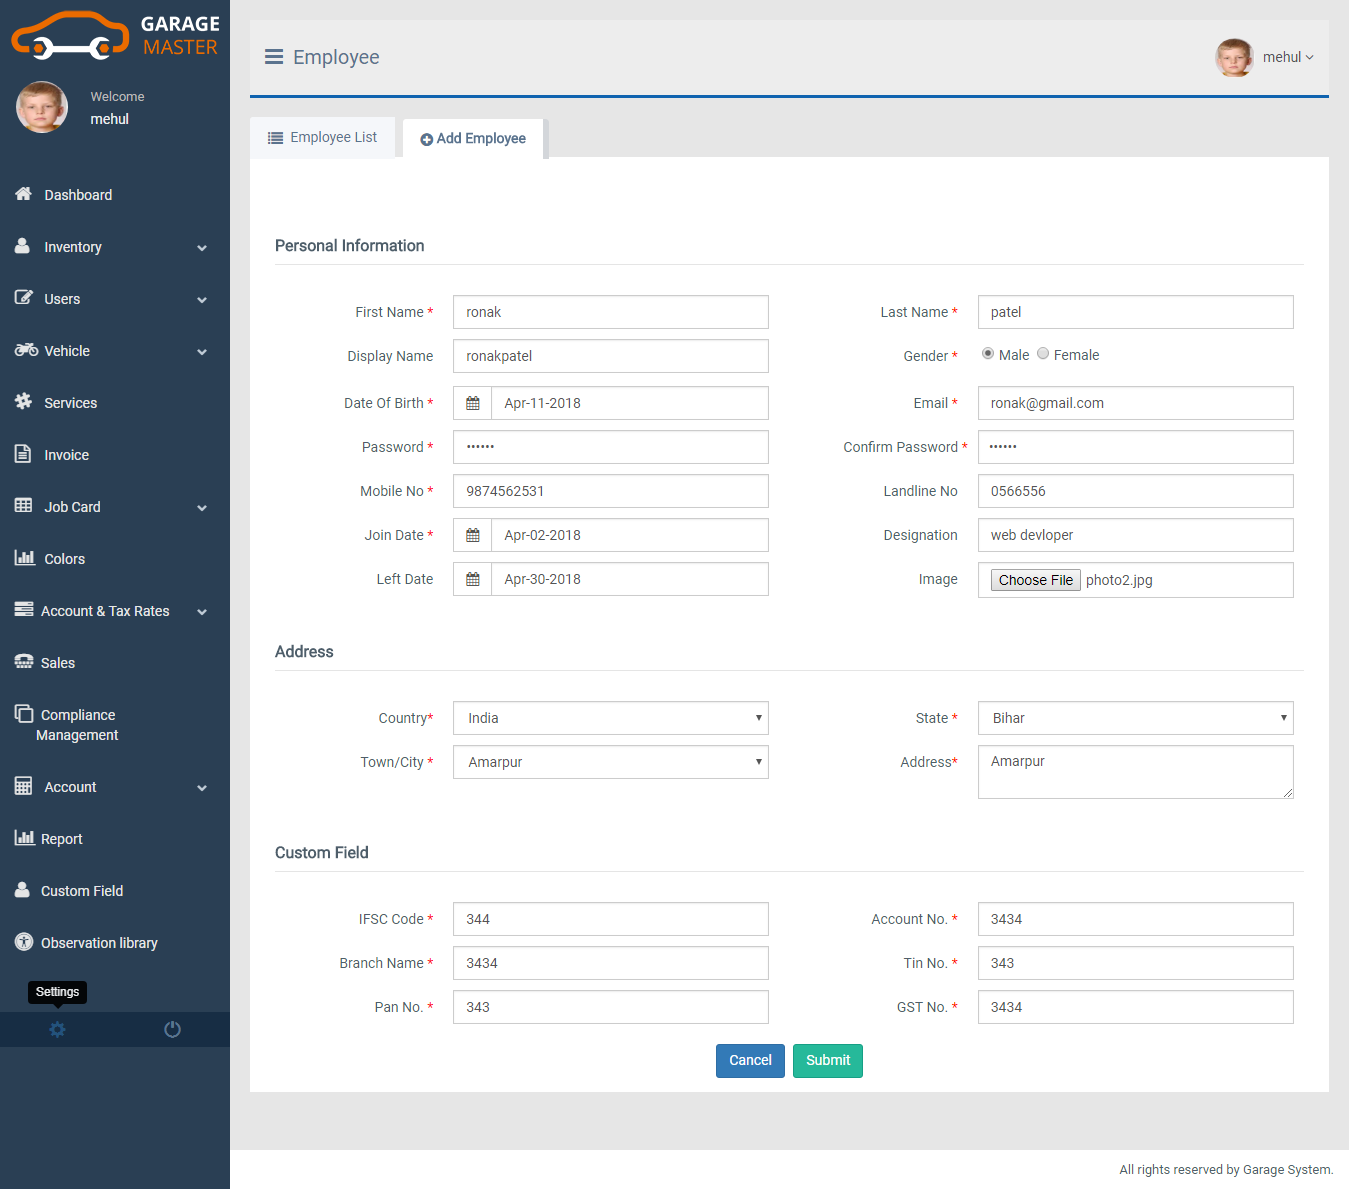 GARAGE
MASTER
Welcome
mehul
Dashboard
Inventory
Users
Vehicle
Services
Invoice
Job Card
Colors
Account & Tax Rates
Sales
Compliance
Management
Account
Report
Custom Field
Observation library
Settings
Employee
mehul
Employee List
Add Employee
Personal Information
First Name * ronak
Last Name * patel
Display Name ronakpatel
Gender * Male Female
Date Of Birth * Apr-11-2018
Email * ronak@gmail.com
Password * ••••••
Confirm Password * ••••••
Mobile No * 9874562531
Landline No 0566556
Join Date * Apr-02-2018
Designation web devloper
Left Date Apr-30-2018
Image Choose File photo2.jpg
Address
Country* India
State * Bihar
Town/City * Amarpur
Address* Amarpur
Custom Field
IFSC Code * 344
Account No. * 3434
Branch Name * 3434
Tin No. * 343
Pan No. * 343
GST No. * 3434
Cancel Submit
All rights reserved by Garage System.